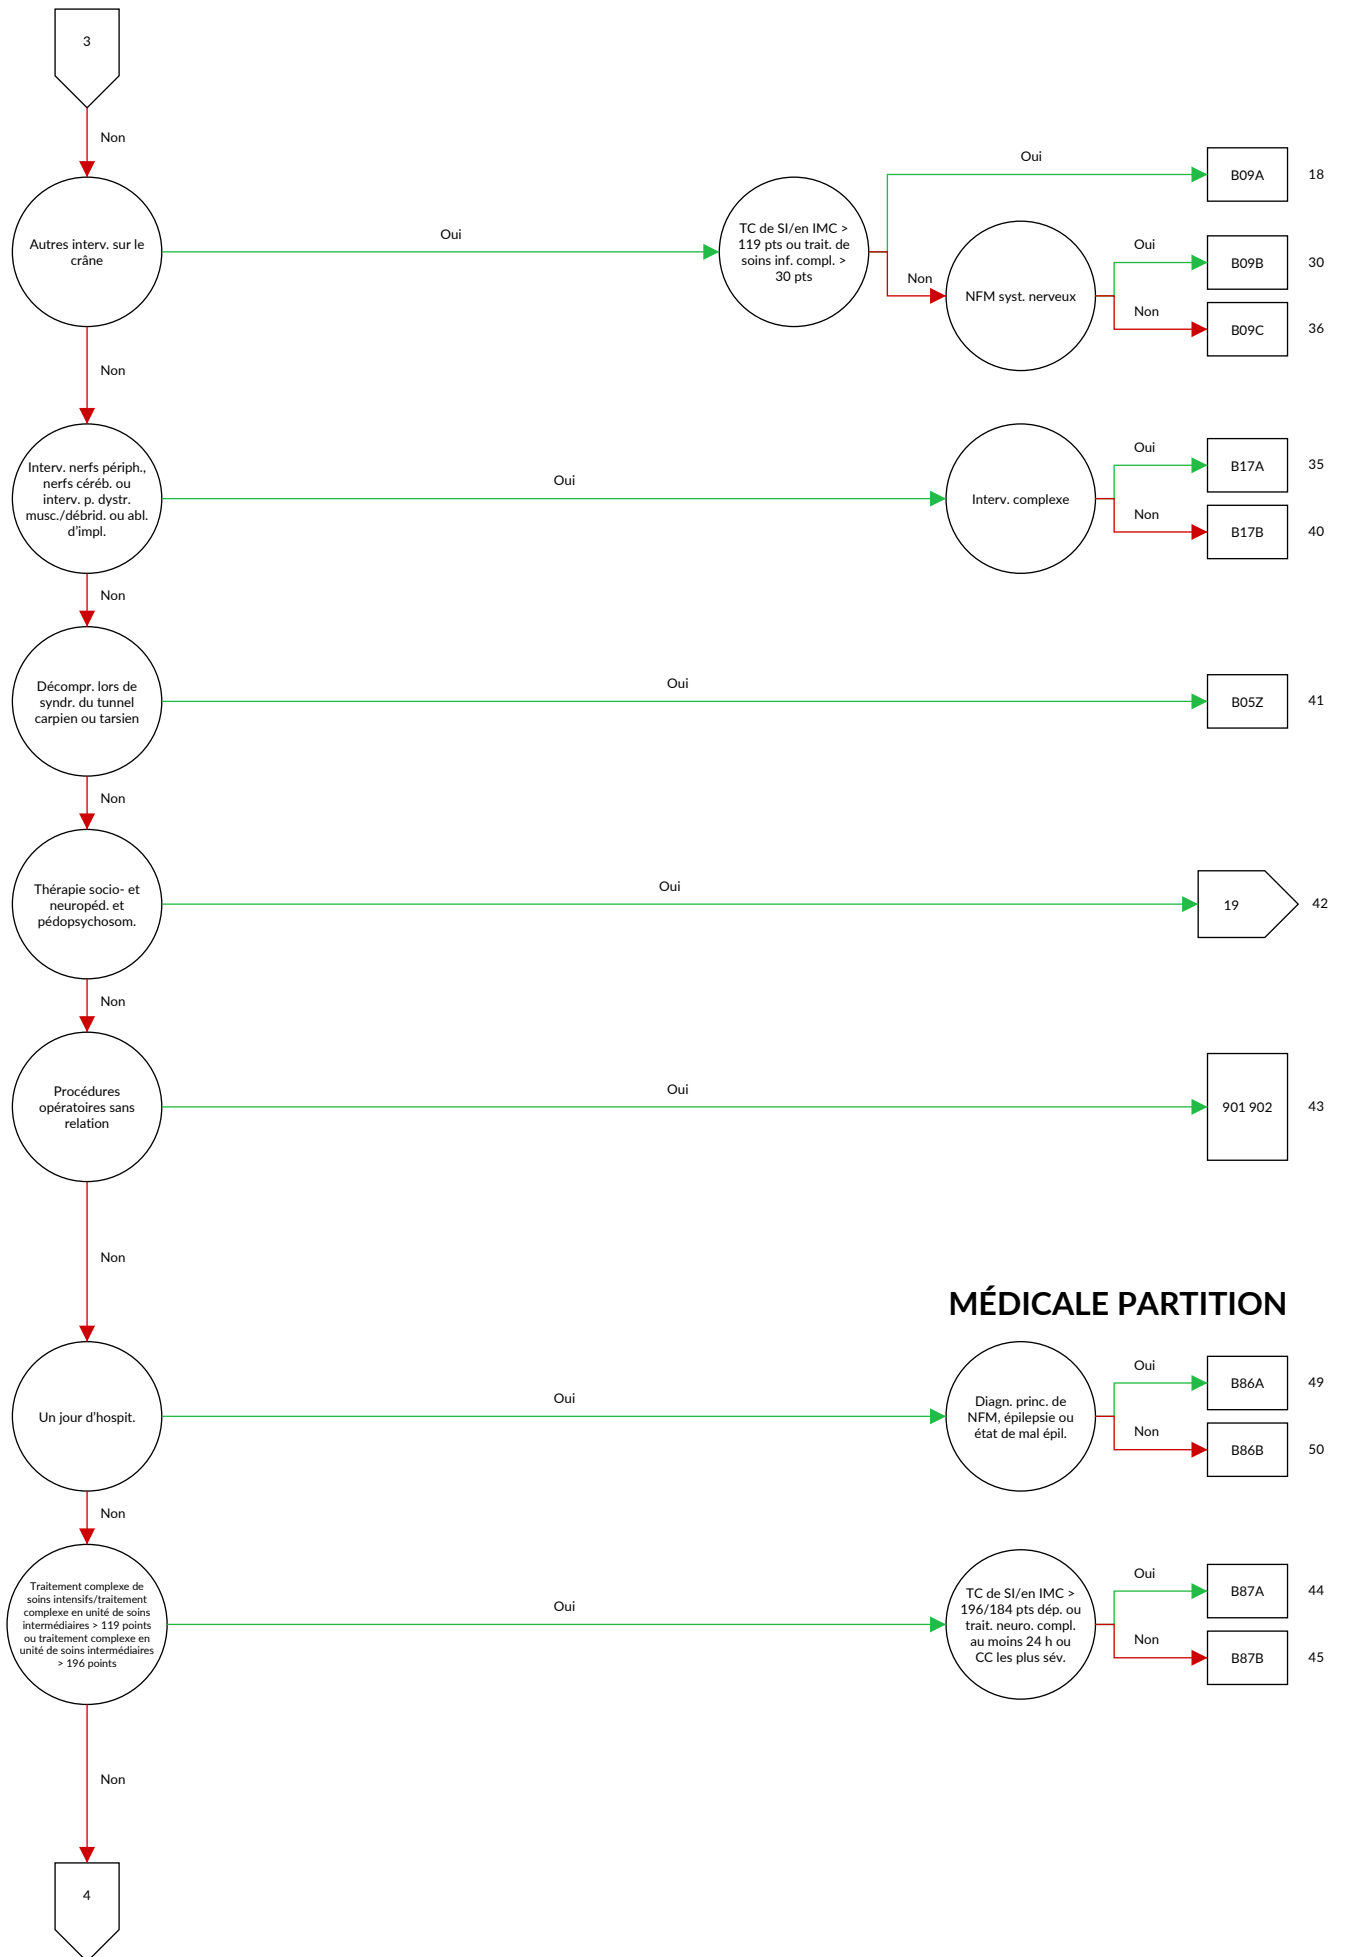 3
Non
Oui
B09A
18
Autres interv. sur le
crâne
Oui
TC de SI/en IMC >
119 pts ou trait. de
soins inf. compl. >
30 pts
Non
NFM syst. nerveux
Oui
B09B
30
Non
B09C
36
Non
Interv. nerfs périph.,
nerfs céréb. ou
interv. p. dystr.
musc./débrid. ou abl.
d'impl.
Oui
Interv. complexe
Oui
B17A
35
Non
B17B
40
Non
Décompr. lors de
syndr. du tunnel
carpien ou tarsien
Oui
B05Z
41
Non
Thérapie socio- et
neuropéd. et
pédopsychosom.
Oui
19
42
Non
Procédures
opératoires sans
relation
Oui
901 902
43
Non
MÉDICALE PARTITION
Un jour d'hospit.
Oui
Diagn. princ. de
NFM, épilepsie ou
état de mal épil.
Oui
B86A
49
Non
B86B
50
Non
Traitement complexe de
soins intensifs/traitement
complexe en unité de soins
intermédiaires > 119 points
ou traitement complexe en
unité de soins intermédiaires
> 196 points
Oui
TC de SI/en IMC >
196/184 pts dép. ou
trait. neuro. compl.
au moins 24 h ou
CC les plus sév.
Oui
B87A
44
Non
B87B
45
Non
4